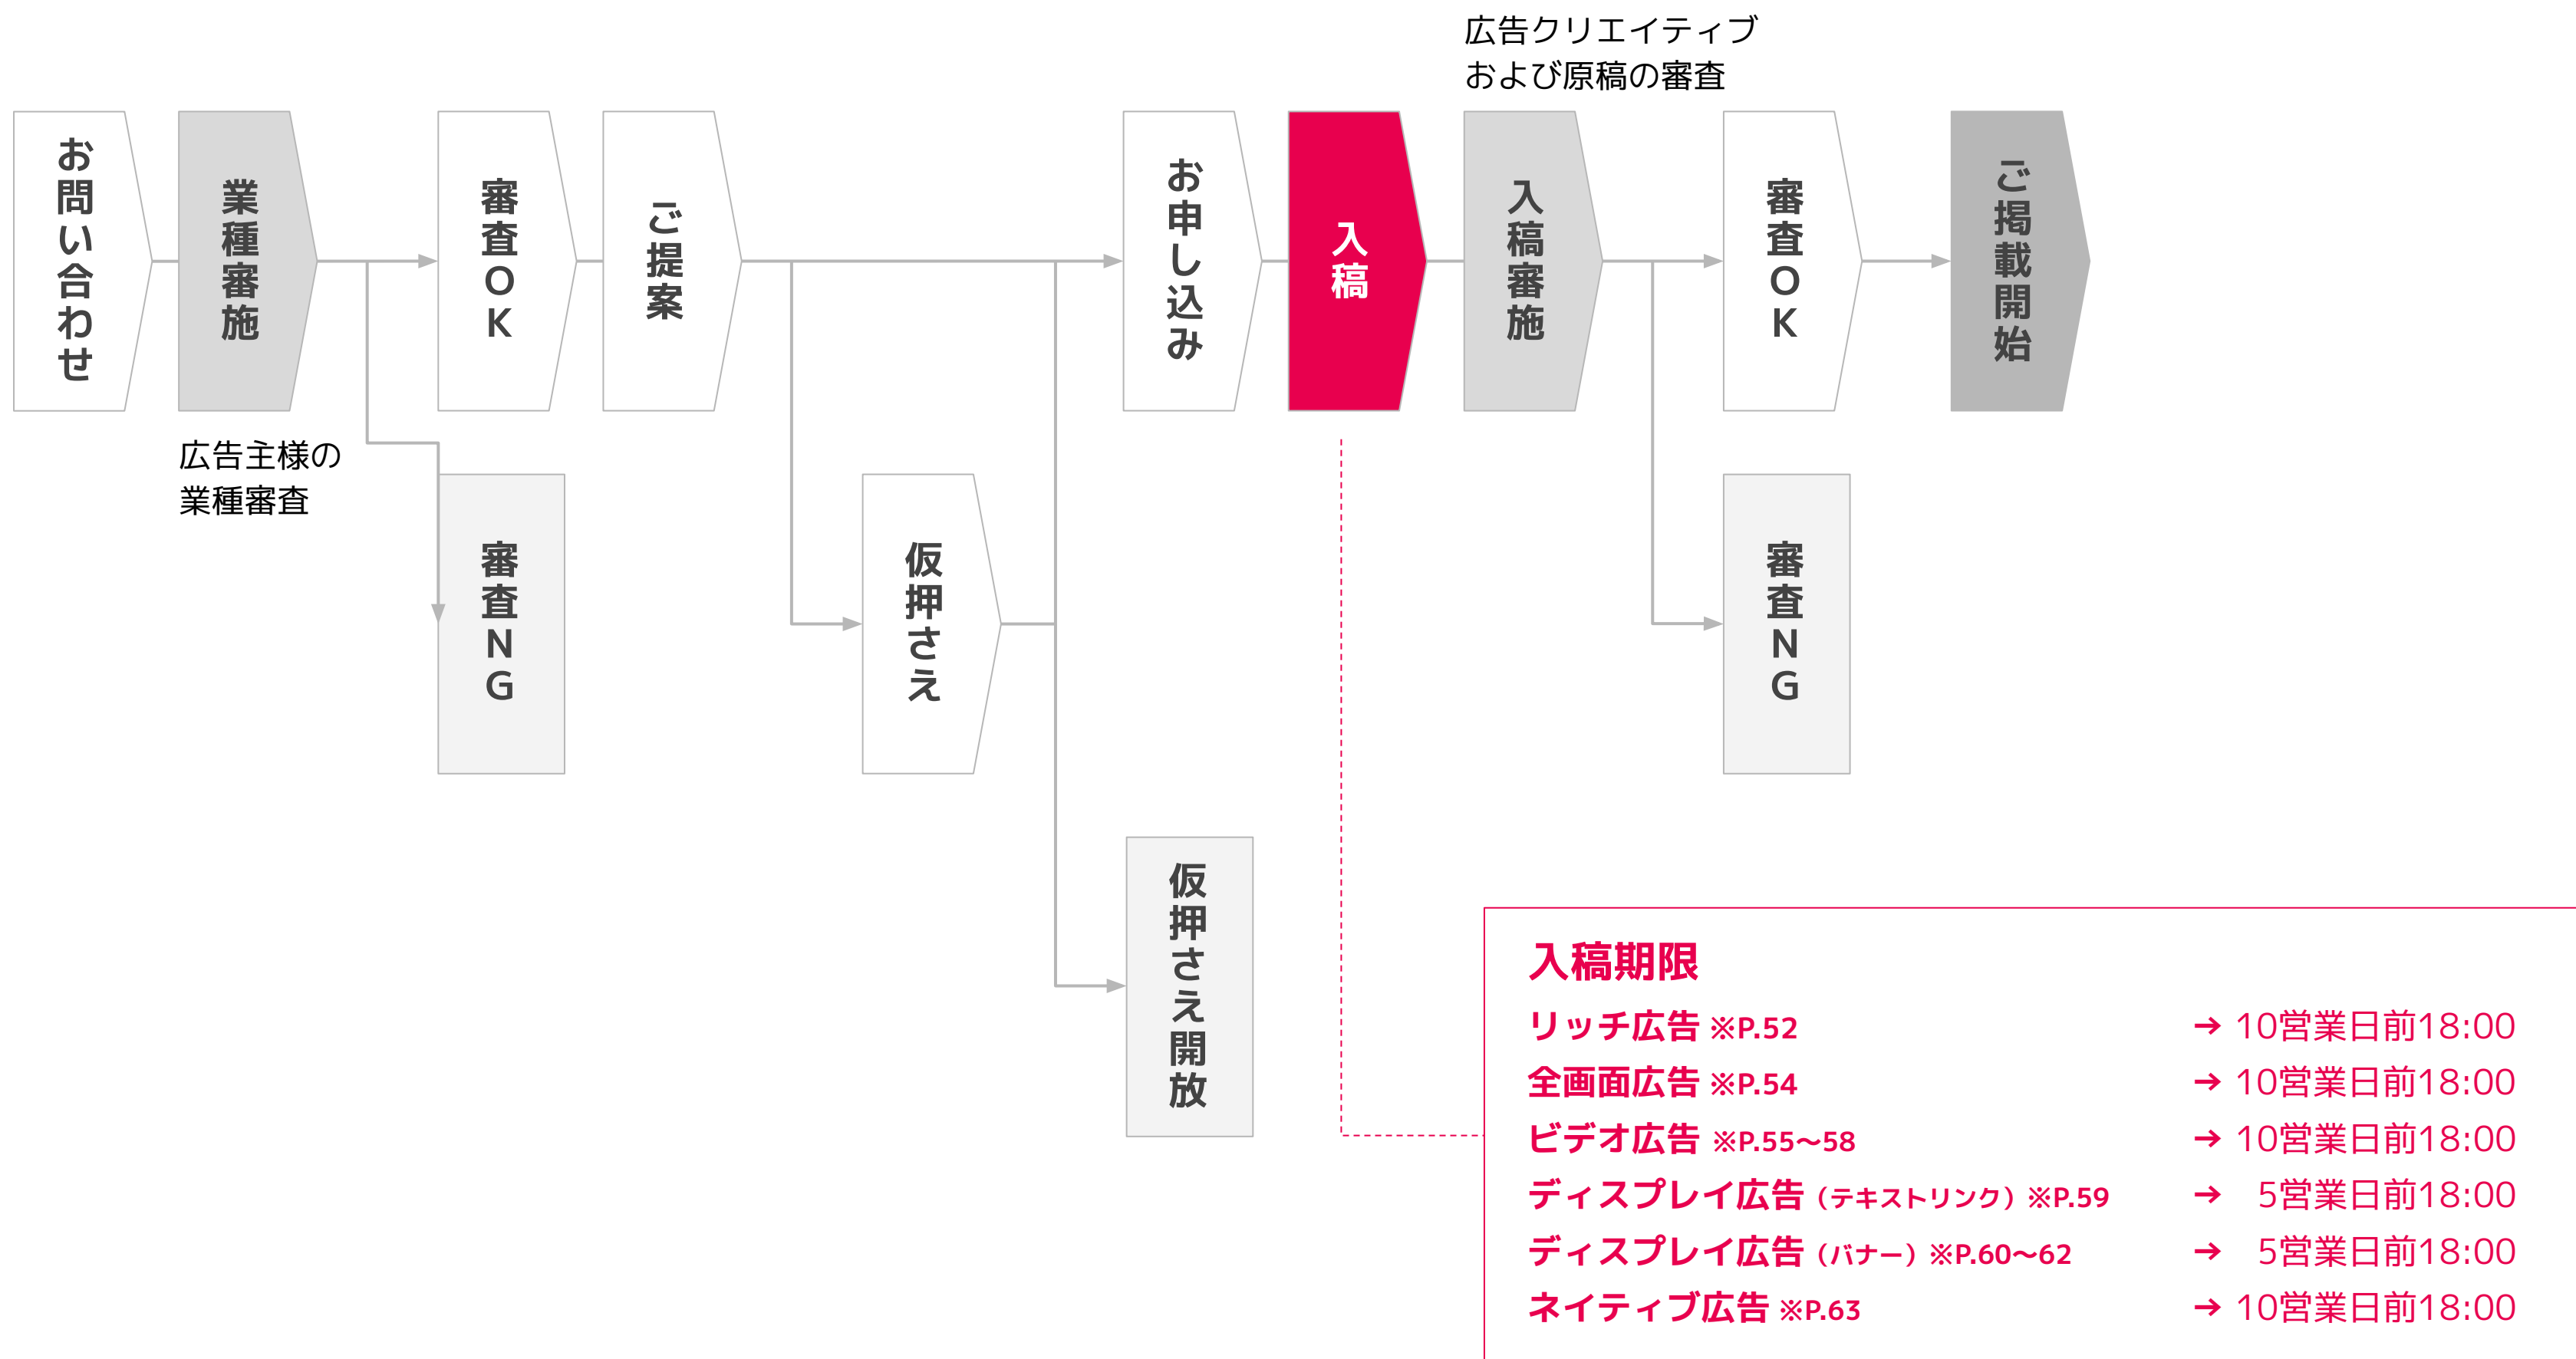 広告クリエイティブ
および原稿の審査
お問い合わせ
業種審施
審査OK
ご提案
お申し込み
入稿
入稿審施
審査OK
ご掲載開始
広告主様の
業種審査
審査NG
仮押さえ
審査NG
仮押さえ開放
入稿期限
リッチ広告 ※P.52 → 10営業日前18:00
全画面広告 ※P.54 → 10営業日前18:00
ビデオ広告 ※P.55〜58 → 10営業日前18:00
ディスプレイ広告（テキストリンク）※P.59 → 5営業日前18:00
ディスプレイ広告（バナー）※P.60〜62 → 5営業日前18:00
ネイティブ広告 ※P.63 → 10営業日前18:00